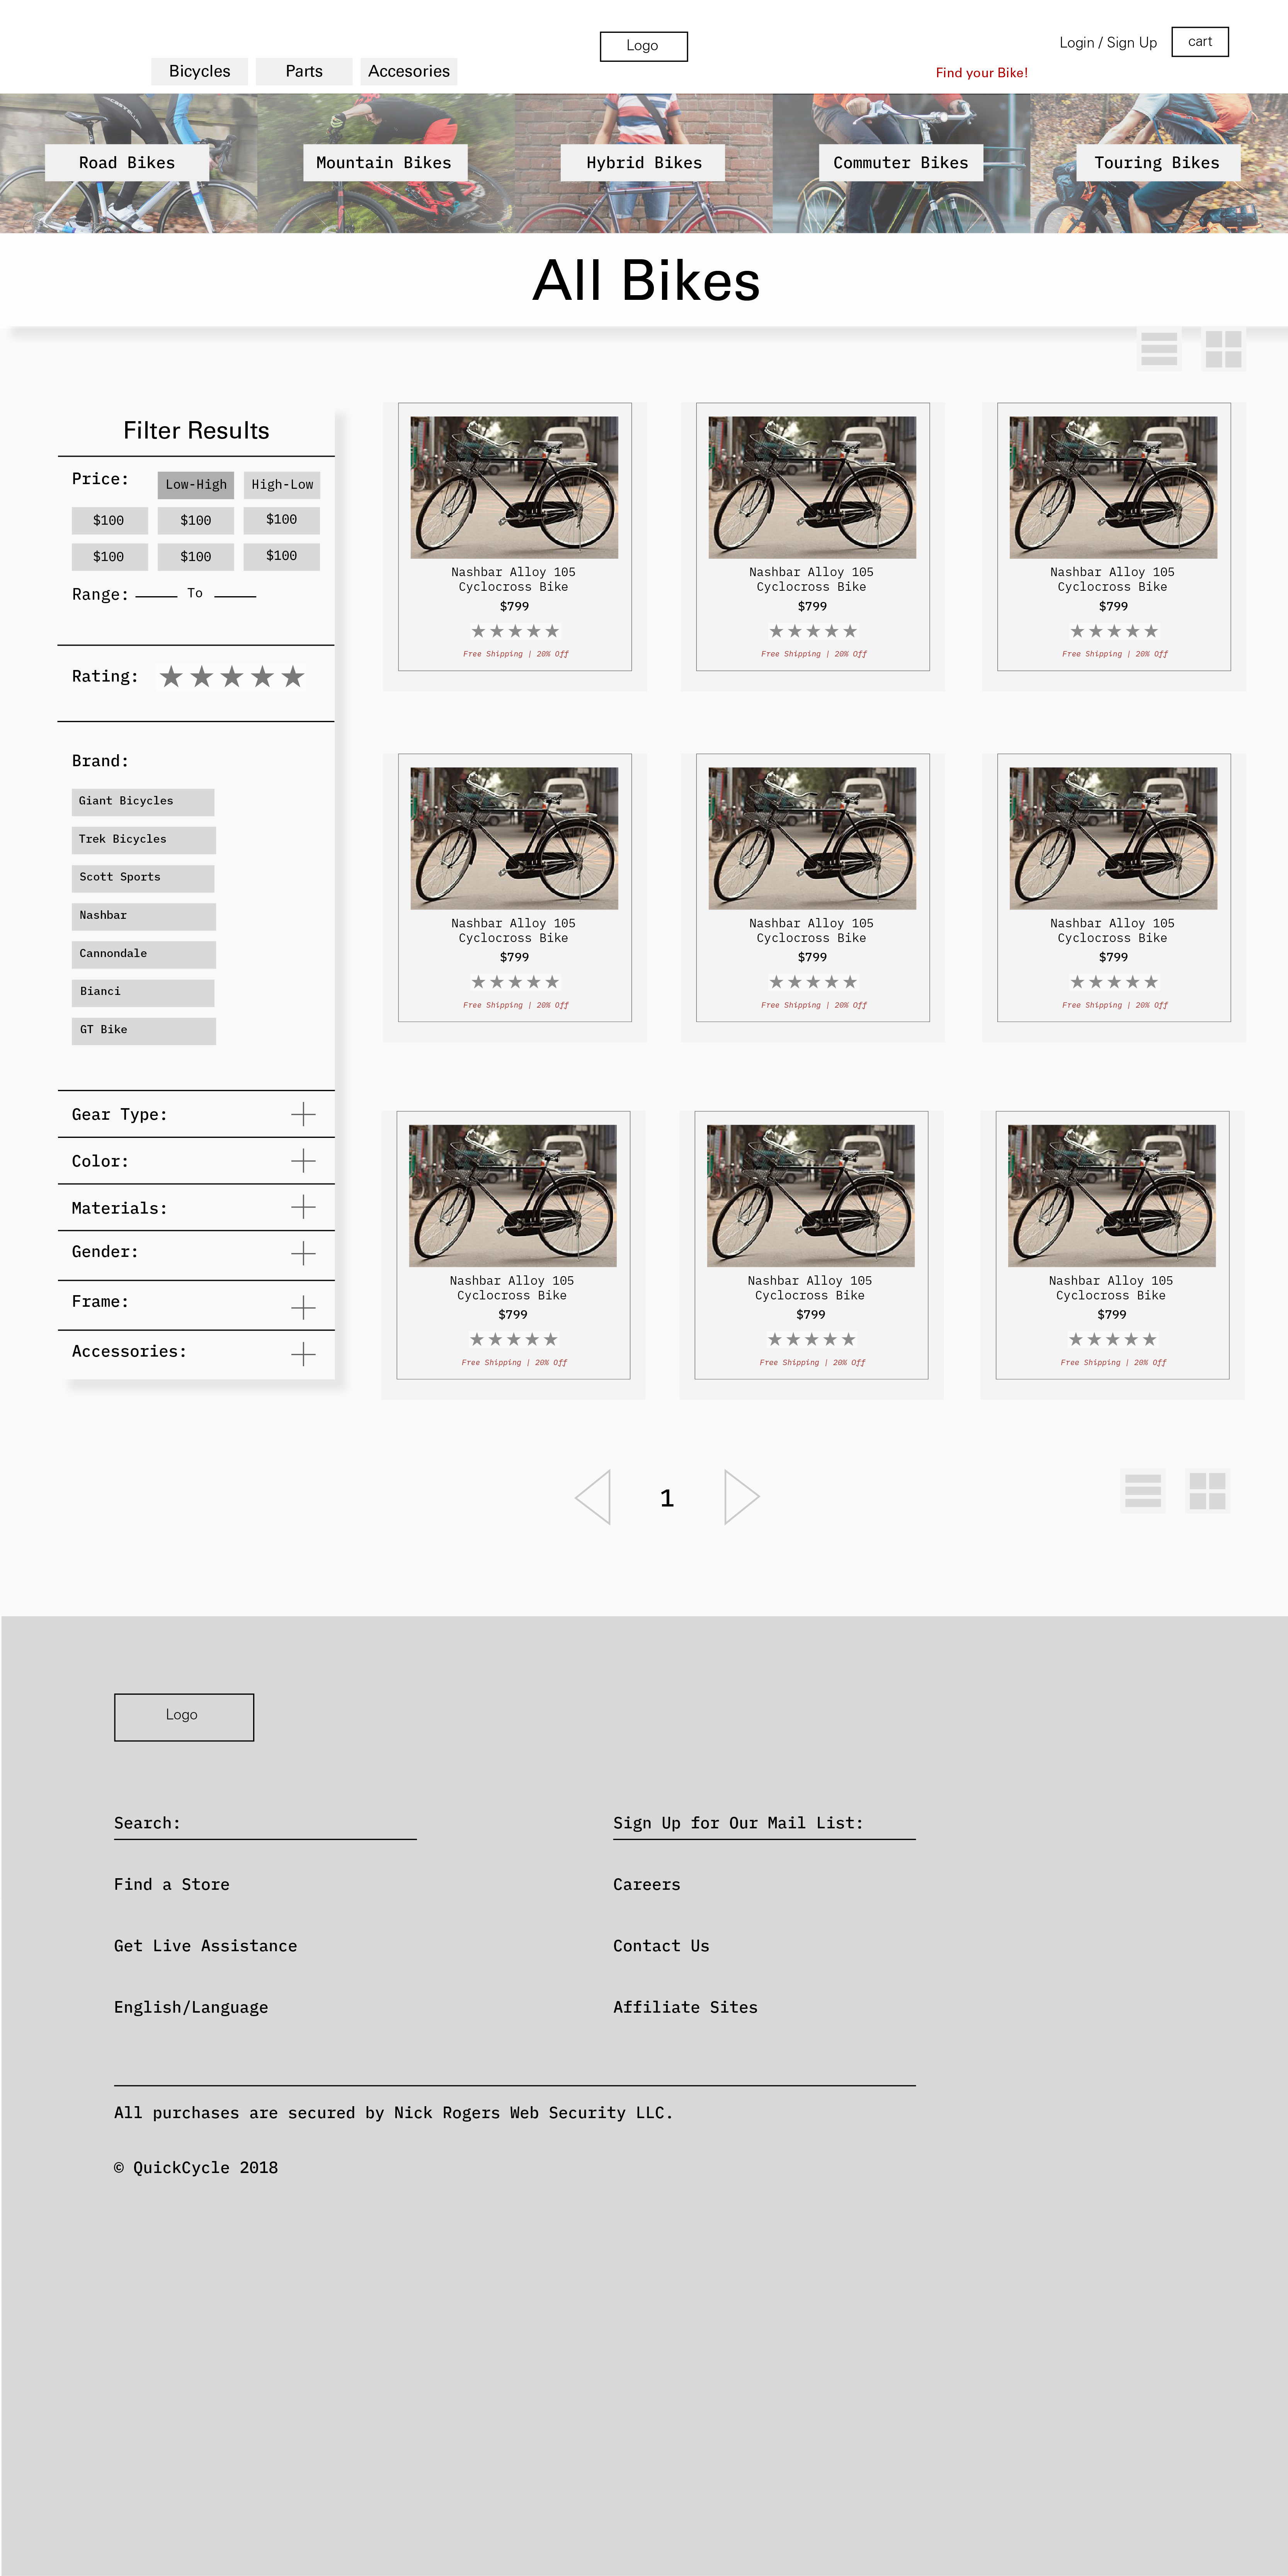 Logo
Login / Sign Up
cart
Bicycles
Parts
Accesories
Find your Bike!
Road Bikes
Mountain Bikes
Hybrid Bikes
Commuter Bikes
Touring Bikes
All Bikes
Filter Results
Price:
Low-High
High-Low
$100
$100
$100
$100
$100
$100
Range:
To
Rating:
Brand:
Giant Bicycles
Trek Bicycles
Scott Sports
Nashbar
Cannondale
Bianci
GT Bike
Gear Type:
Color:
Materials:
Gender:
Frame:
Accessories:
Nashbar Alloy 105
Cyclocross Bike
$799
Free Shipping | 20% Off
Nashbar Alloy 105
Cyclocross Bike
$799
Free Shipping | 20% Off
Nashbar Alloy 105
Cyclocross Bike
$799
Free Shipping | 20% Off
Nashbar Alloy 105
Cyclocross Bike
$799
Free Shipping | 20% Off
Nashbar Alloy 105
Cyclocross Bike
$799
Free Shipping | 20% Off
Nashbar Alloy 105
Cyclocross Bike
$799
Free Shipping | 20% Off
Nashbar Alloy 105
Cyclocross Bike
$799
Free Shipping | 20% Off
Nashbar Alloy 105
Cyclocross Bike
$799
Free Shipping | 20% Off
Nashbar Alloy 105
Cyclocross Bike
$799
Free Shipping | 20% Off
1
Logo
Search:
Find a Store
Get Live Assistance
English/Language
Sign Up for Our Mail List:
Careers
Contact Us
Affiliate Sites
All purchases are secured by Nick Rogers Web Security LLC.
© QuickCycle 2018